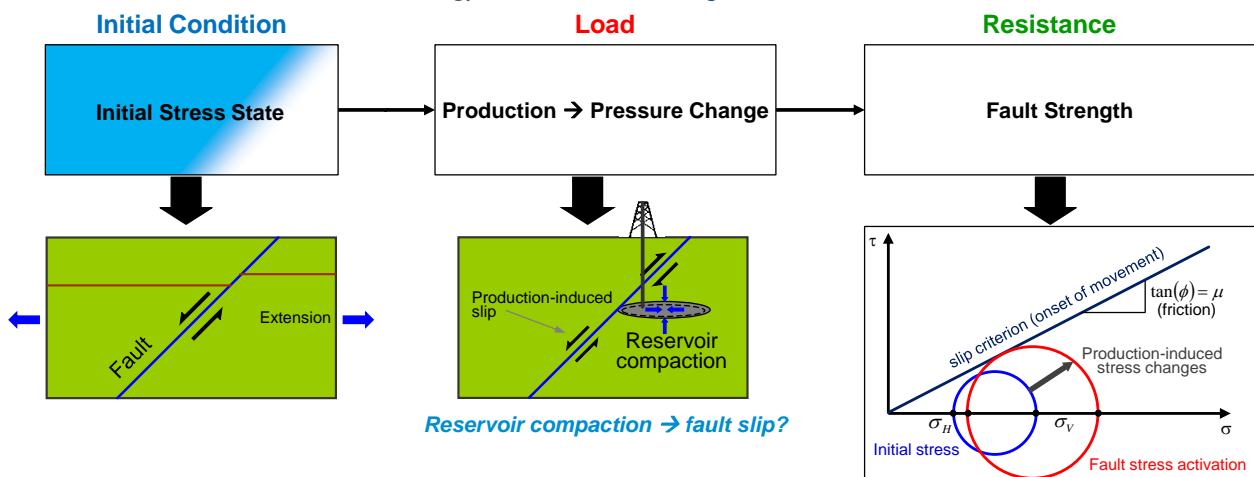 Initial Condition
Load
Resistance
Initial Stress State
Production → Pressure Change
Fault Strength
Fault
Extension
Production-induced
slip
Reservoir
compaction
Reservoir compaction → fault slip?
τ
slip criterion (onset of movement)
tan(ϕ) = μ
(friction)
Production-induced
stress changes
σ_H
σ_V
σ
Initial stress
Fault stress activation